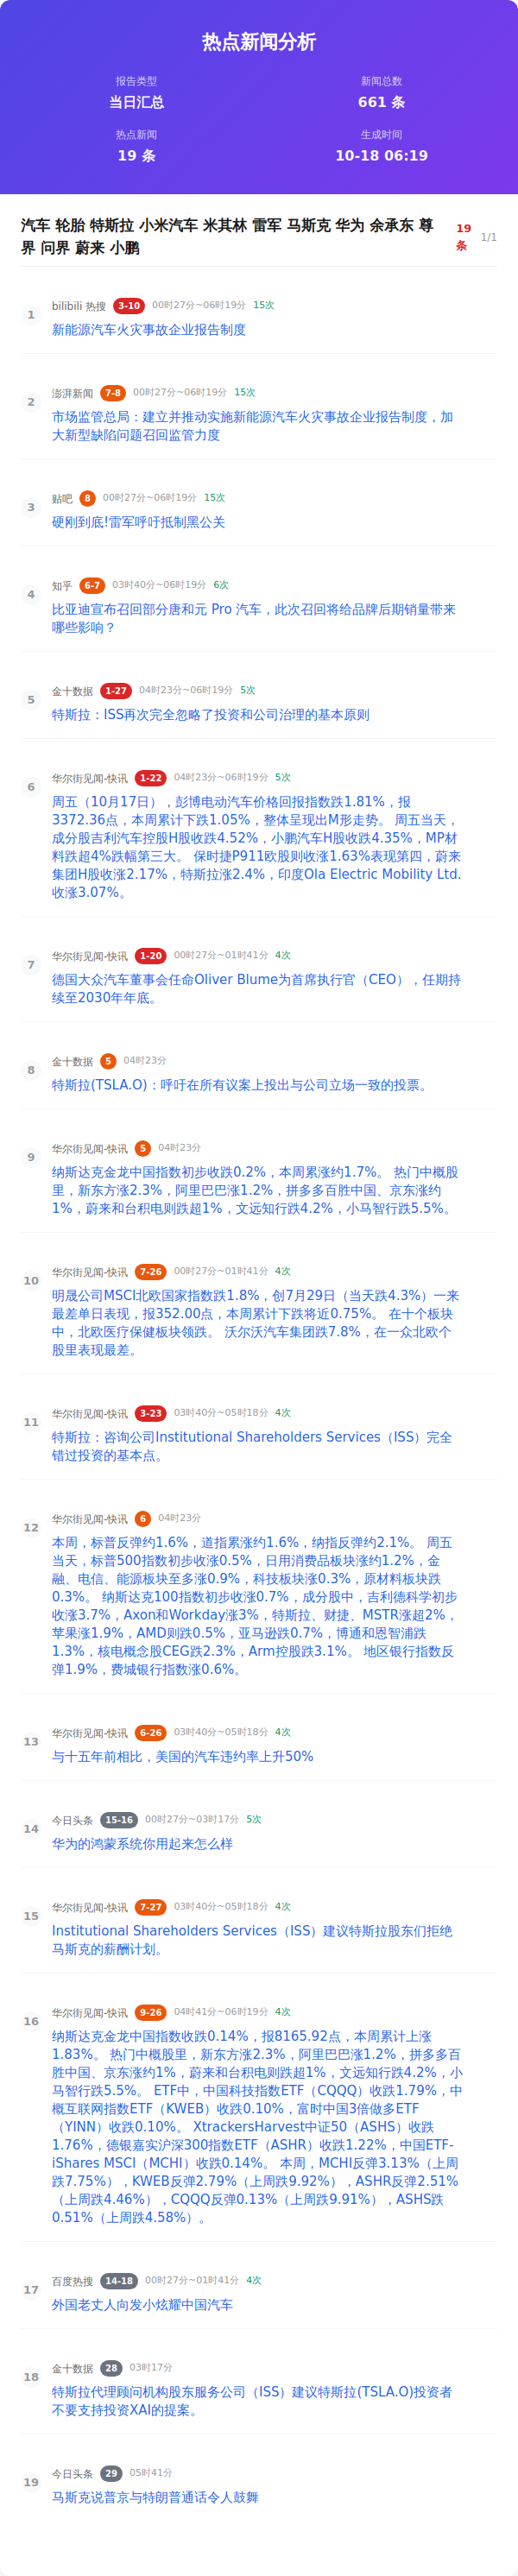 热点新闻分析
报告类型
当日汇总
新闻总数
661 条
热点新闻
19 条
生成时间
10-18 06:19
汽车 轮胎 特斯拉 小米汽车 米其林 雷军 马斯克 华为 余承东 尊
界 问界 蔚来 小鹏
19
条
1/1
1
bilibili 热搜 3-10 00时27分~06时19分 15次
新能源汽车火灾事故企业报告制度
2
澎湃新闻 7-8 00时27分~06时19分 15次
市场监管总局：建立并推动实施新能源汽车火灾事故企业报告制度，加
大新型缺陷问题召回监管力度
3
贴吧 8 00时27分~06时19分 15次
硬刚到底!雷军呼吁抵制黑公关
4
知乎 6-7 03时40分~06时19分 6次
比亚迪宣布召回部分唐和元 Pro 汽车，此次召回将给品牌后期销量带来
哪些影响？
5
金十数据 1-27 04时23分~06时19分 5次
特斯拉：ISS再次完全忽略了投资和公司治理的基本原则
6
华尔街见闻-快讯 1-22 04时23分~06时19分 5次
周五（10月17日），彭博电动汽车价格回报指数跌1.81%，报
3372.36点，本周累计下跌1.05%，整体呈现出M形走势。 周五当天，
成分股吉利汽车控股H股收跌4.52%，小鹏汽车H股收跌4.35%，MP材
料跌超4%跌幅第三大。 保时捷P911欧股则收涨1.63%表现第四，蔚来
集团H股收涨2.17%，特斯拉涨2.4%，印度Ola Electric Mobility Ltd.
收涨3.07%。
7
华尔街见闻-快讯 1-20 00时27分~01时41分 4次
德国大众汽车董事会任命Oliver Blume为首席执行官（CEO），任期持
续至2030年年底。
8
金十数据 5 04时23分
特斯拉(TSLA.O)：呼吁在所有议案上投出与公司立场一致的投票。
9
华尔街见闻-快讯 5 04时23分
纳斯达克金龙中国指数初步收跌0.2%，本周累涨约1.7%。 热门中概股
里，新东方涨2.3%，阿里巴巴涨1.2%，拼多多百胜中国、京东涨约
1%，蔚来和台积电则跌超1%，文远知行跌4.2%，小马智行跌5.5%。
10
华尔街见闻-快讯 7-26 00时27分~01时41分 4次
明晟公司MSCI北欧国家指数跌1.8%，创7月29日（当天跌4.3%）一来
最差单日表现，报352.00点，本周累计下跌将近0.75%。 在十个板块
中，北欧医疗保健板块领跌。 沃尔沃汽车集团跌7.8%，在一众北欧个
股里表现最差。
11
华尔街见闻-快讯 3-23 03时40分~05时18分 4次
特斯拉：咨询公司Institutional Shareholders Services（ISS）完全
错过投资的基本点。
12
华尔街见闻-快讯 6 04时23分
本周，标普反弹约1.6%，道指累涨约1.6%，纳指反弹约2.1%。 周五
当天，标普500指数初步收涨0.5%，日用消费品板块涨约1.2%，金
融、电信、能源板块至多涨0.9%，科技板块涨0.3%，原材料板块跌
0.3%。 纳斯达克100指数初步收涨0.7%，成分股中，吉利德科学初步
收涨3.7%，Axon和Workday涨3%，特斯拉、财捷、MSTR涨超2%，
苹果涨1.9%，AMD则跌0.5%，亚马逊跌0.7%，博通和恩智浦跌
1.3%，核电概念股CEG跌2.3%，Arm控股跌3.1%。 地区银行指数反
弹1.9%，费城银行指数涨0.6%。
13
华尔街见闻-快讯 6-26 03时40分~05时18分 4次
与十五年前相比，美国的汽车违约率上升50%
14
今日头条 15-16 00时27分~03时17分 5次
华为的鸿蒙系统你用起来怎么样
15
华尔街见闻-快讯 7-27 03时40分~05时18分 4次
Institutional Shareholders Services（ISS）建议特斯拉股东们拒绝
马斯克的薪酬计划。
16
华尔街见闻-快讯 9-26 04时41分~06时19分 4次
纳斯达克金龙中国指数收跌0.14%，报8165.92点，本周累计上涨
1.83%。 热门中概股里，新东方涨2.3%，阿里巴巴涨1.2%，拼多多百
胜中国、京东涨约1%，蔚来和台积电则跌超1%，文远知行跌4.2%，小
马智行跌5.5%。 ETF中，中国科技指数ETF（CQQQ）收跌1.79%，中
概互联网指数ETF（KWEB）收跌0.10%，富时中国3倍做多ETF
（YINN）收跌0.10%。 XtrackersHarvest中证50（ASHS）收跌
1.76%，德银嘉实沪深300指数ETF（ASHR）收跌1.22%，中国ETF-
iShares MSCI（MCHI）收跌0.14%。 本周，MCHI反弹3.13%（上周
跌7.75%），KWEB反弹2.79%（上周跌9.92%），ASHR反弹2.51%
（上周跌4.46%），CQQQ反弹0.13%（上周跌9.91%），ASHS跌
0.51%（上周跌4.58%）。
17
百度热搜 14-18 00时27分~01时41分 4次
外国老丈人向发小炫耀中国汽车
18
金十数据 28 03时17分
特斯拉代理顾问机构股东服务公司（ISS）建议特斯拉(TSLA.O)投资者
不要支持投资XAI的提案。
19
今日头条 29 05时41分
马斯克说普京与特朗普通话令人鼓舞